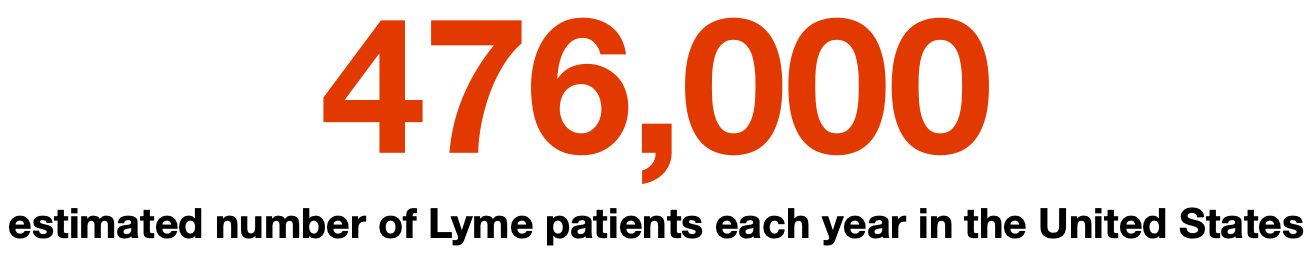 476,000
estimated number of Lyme patients each year in the United States